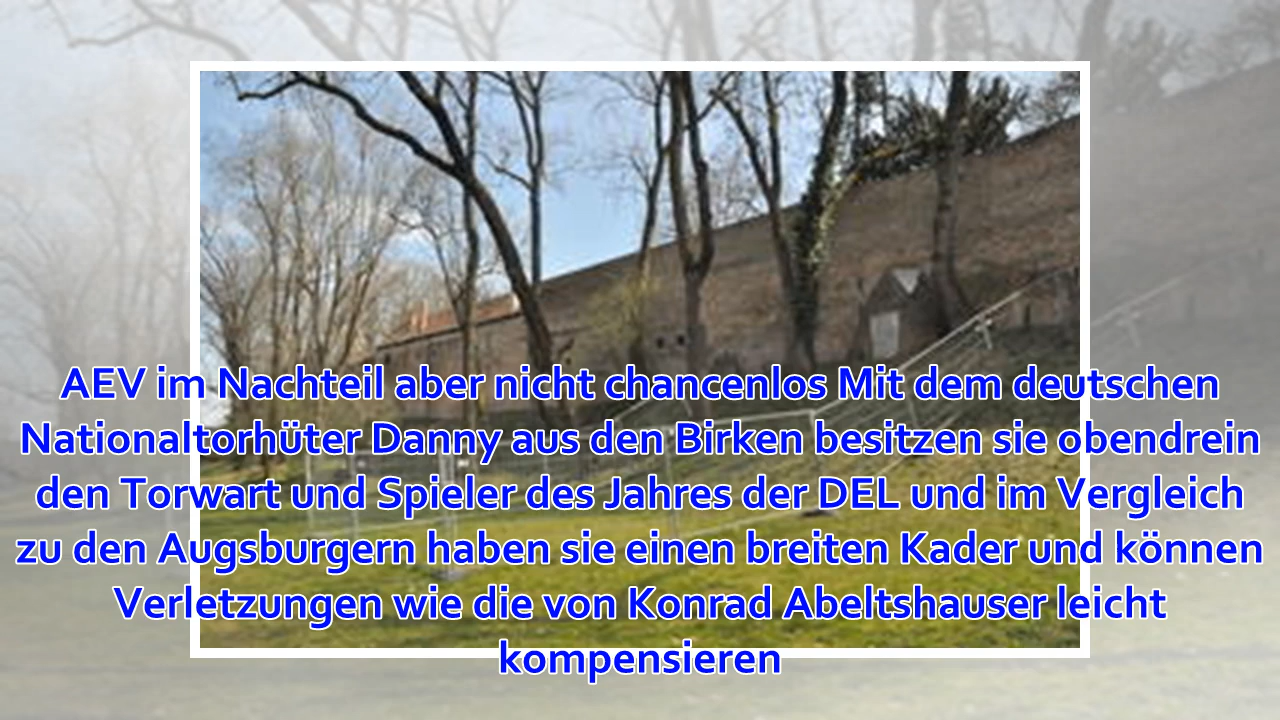 AEV im Nachteil aber nicht chancenlos Mit dem deutschen
Nationaltorhüter Danny aus den Birken besitzen sie obendrein
den Torwart und Spieler des Jahres der DEL und im Vergleich
zu den Augsburgern haben sie einen breiten Kader und können
Verletzungen wie die von Konrad Abeltshauser leicht
kompensieren